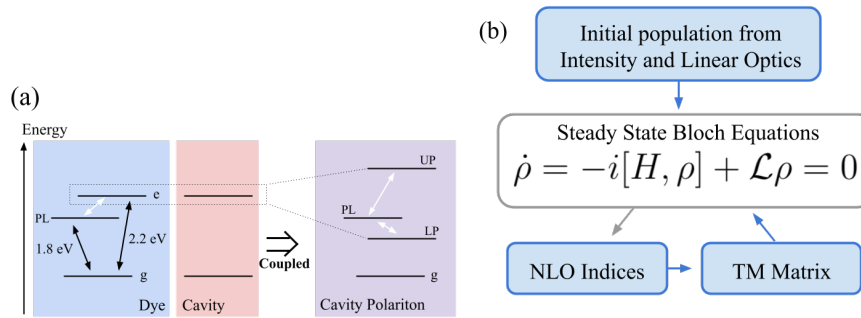 (a)
Energy
e
PL
1.8 eV
2.2 eV
g
Dye
Cavity
Coupled
UP
PL
LP
g
Cavity Polariton
(b)
Initial population from
Intensity and Linear Optics
Steady State Bloch Equations
ρ̇ = −i[H, ρ] + 𝓛ρ = 0
NLO Indices
TM Matrix